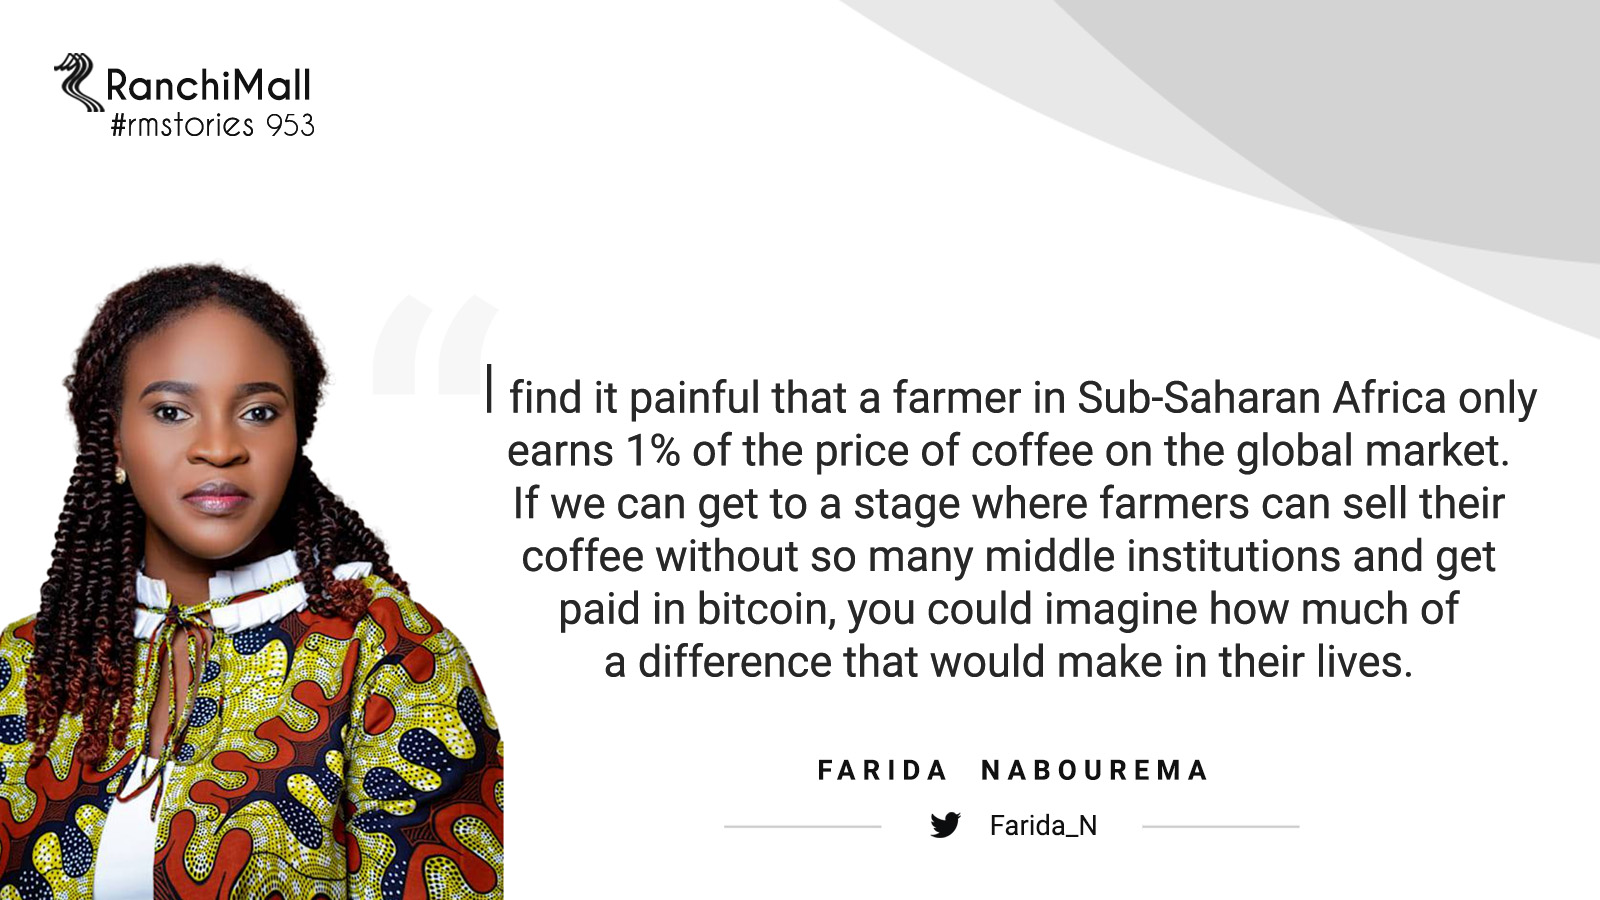 RanchiMall
#rmstories 953
“
I find it painful that a farmer in Sub-Saharan Africa only
earns 1% of the price of coffee on the global market.
If we can get to a stage where farmers can sell their
coffee without so many middle institutions and get
paid in bitcoin, you could imagine how much of
a difference that would make in their lives.
FARIDA NABOUREMA
Farida_N